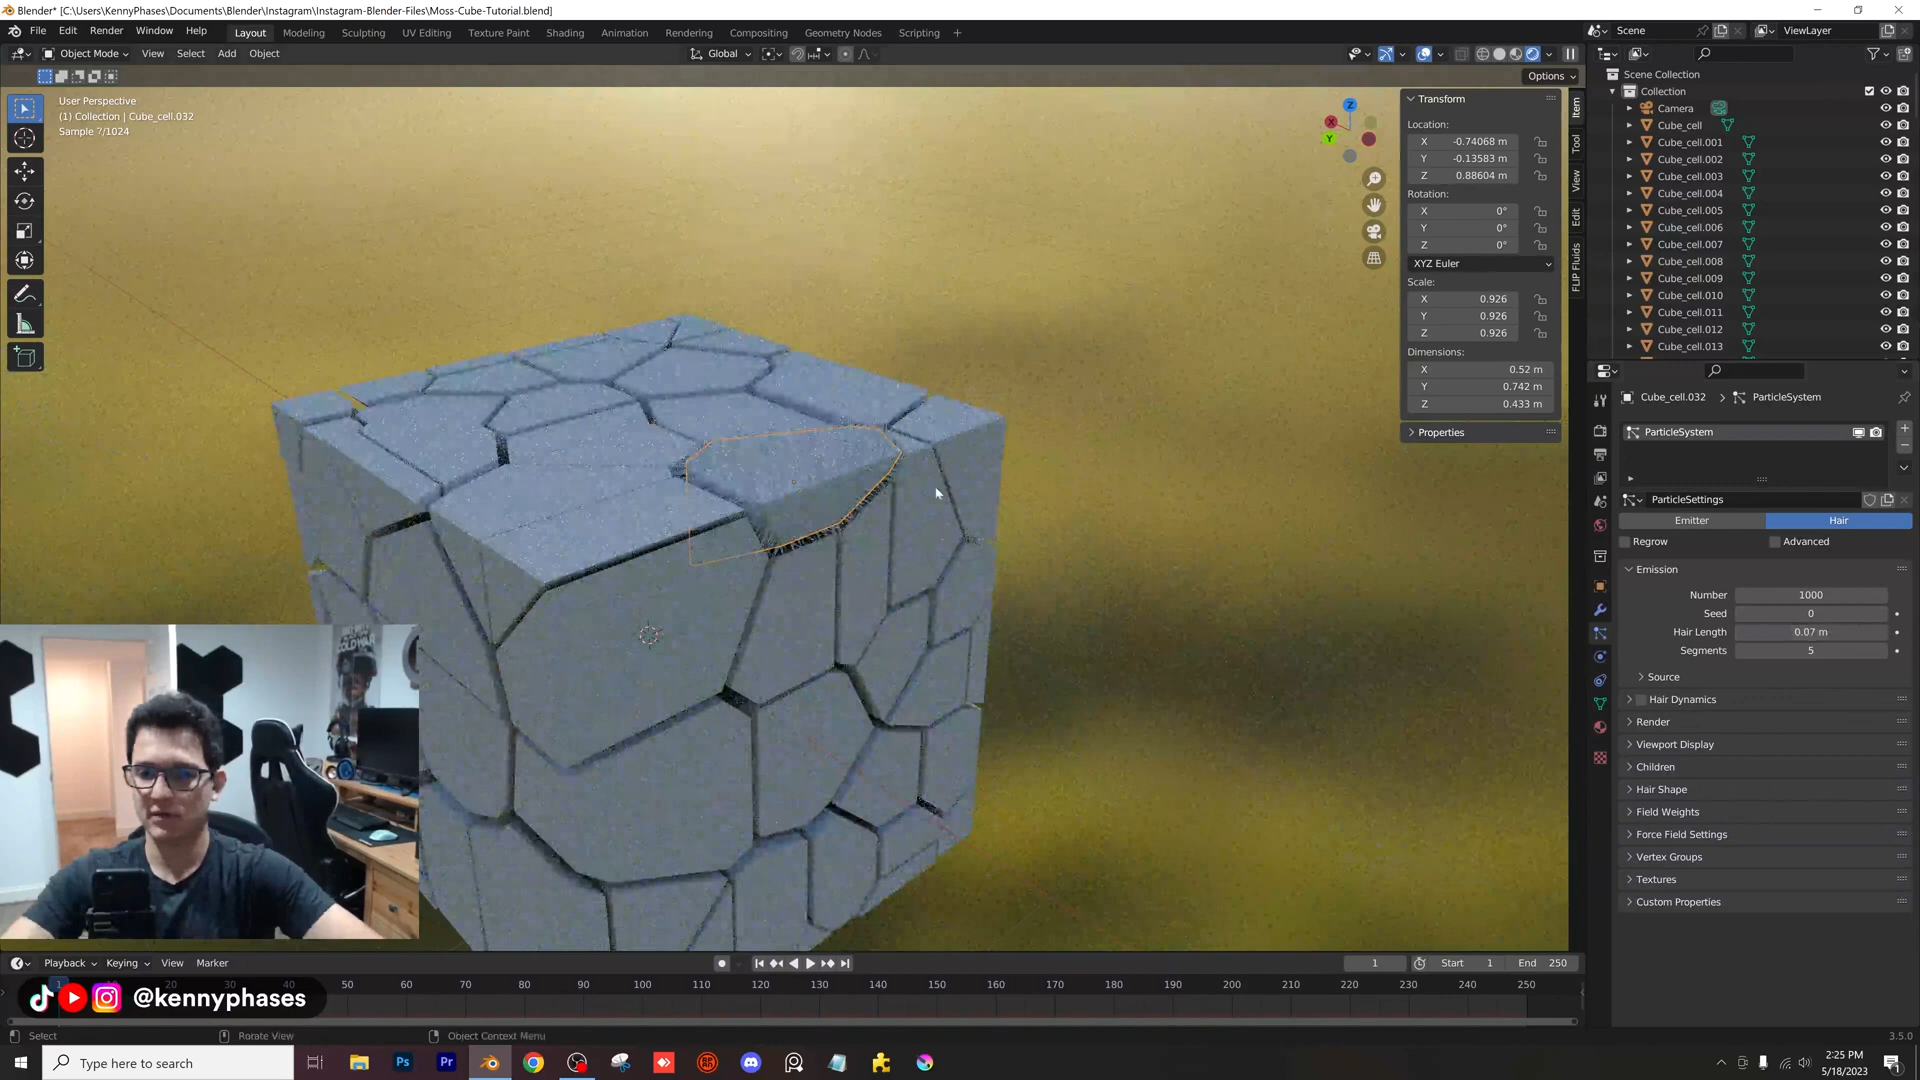 Blender* [C:\Users\KennyPhases\Documents\Blender\Instagram\Instagram-Blender-Files\Moss-Cube-Tutorial.blend]
File Edit Render Window Help Layout Modeling Sculpting UV Editing Texture Paint Shading Animation Rendering Compositing Geometry Nodes Scripting + Scene ViewLayer
Object Mode View Select Add Object Global
Options
User Perspective
(1) Collection | Cube_cell.032
Sample 7/1024
Z
X
Y
Transform
Location:
X -0.74068 m
Y -0.13583 m
Z 0.88604 m
Rotation:
X 0°
Y 0°
Z 0°
XYZ Euler
Scale:
X 0.926
Y 0.926
Z 0.926
Dimensions:
X 0.52 m
Y 0.742 m
Z 0.433 m
Properties
Item
Tool
View
Edit
FLIP Fluids
Scene Collection
Collection
Camera
Cube_cell
Cube_cell.001
Cube_cell.002
Cube_cell.003
Cube_cell.004
Cube_cell.005
Cube_cell.006
Cube_cell.007
Cube_cell.008
Cube_cell.009
Cube_cell.010
Cube_cell.011
Cube_cell.012
Cube_cell.013
Cube_cell.032 ParticleSystem
ParticleSystem
ParticleSettings
Emitter Hair
Regrow Advanced
Emission
Number 1000
Seed 0
Hair Length 0.07 m
Segments 5
Source
Hair Dynamics
Render
Viewport Display
Children
Hair Shape
Field Weights
Force Field Settings
Vertex Groups
Textures
Custom Properties
COLD WAR
Playback Keying View Marker 1 Start 1 End 250
1 50 60 70 80 90 100 110 120 130 140 150 160 170 180 190 200 210 220 230 240 250
@kennyphases
Select Rotate View Object Context Menu 3.5.0
Type here to search
Ps
Pr
2:25 PM
5/18/2023
1